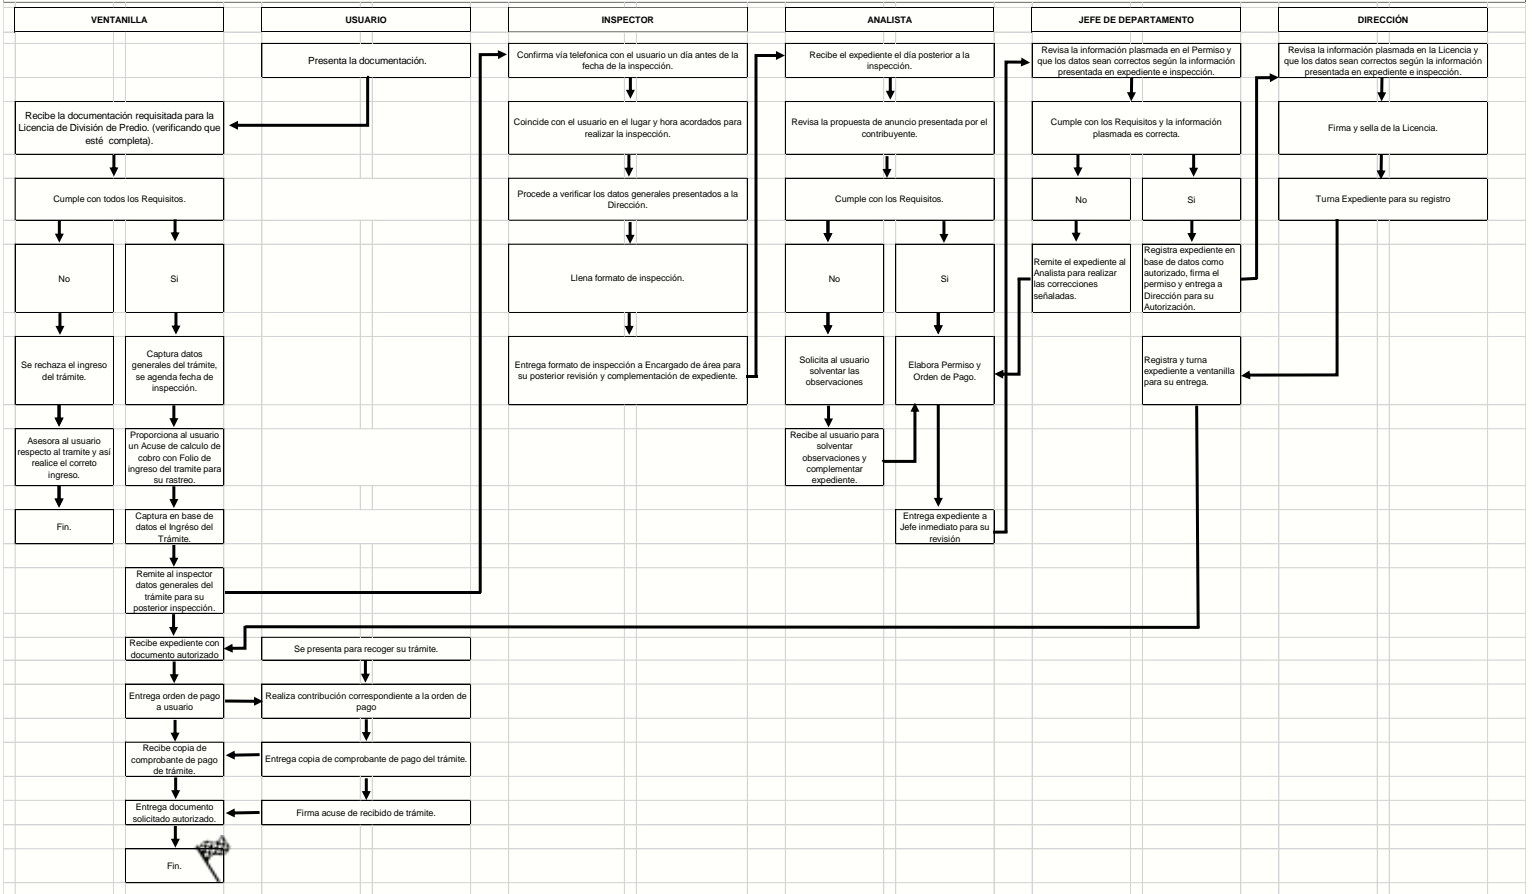 VENTANILLA
USUARIO
INSPECTOR
ANALISTA
JEFE DE DEPARTAMENTO
DIRECCIÓN
Presenta la documentación.
Confirma vía telefonica con el usuario un día antes de la
fecha de la inspección.
Recibe el expediente el día posterior a la
inspección.
Revisa la información plasmada en el Permiso y
que los datos sean correctos según la información
presentada en expediente e inspección.
Revisa la información plasmada en la Licencia y
que los datos sean correctos según la información
presentada en expediente e inspección.
Recibe la documentación requisitada para la
Licencia de División de Predio. (verificando que
esté completa).
Coincide con el usuario en el lugar y hora acordados para
realizar la inspección.
Revisa la propuesta de anuncio presentada por el
contribuyente.
Cumple con los Requisitos y la información
plasmada es correcta.
Firma y sella de la Licencia.
Cumple con todos los Requisitos.
Procede a verificar los datos generales presentados a la
Dirección.
Cumple con los Requisitos.
No
Si
Turna Expediente para su registro
No
Si
Llena formato de inspección.
No
Si
Remite el expediente al
Analista para realizar
las correcciones
señaladas.
Registra expediente en
base de datos como
autorizado, firma el
permiso y entrega a
Dirección para su
Autorización.
Se rechaza el ingreso
del trámite.
Captura datos
generales del trámite,
se agenda fecha de
inspección.
Entrega formato de inspección a Encargado de área para
su posterior revisión y complementación de expediente.
Solicita al usuario
solventar las
observaciones
Elabora Permiso y
Orden de Pago.
Registra y turna
expediente a ventanilla
para su entrega.
Asesora al usuario
respecto al tramite y así
realice el correto
ingreso.
Proporciona al usuario
un Acuse de calculo de
cobro con Folio de
ingreso del tramite para
su rastreo.
Recibe al usuario para
solventar
observaciones y
complementar
expediente.
Fin.
Captura en base de
datos el Ingréso del
Trámite.
Entrega expediente a
Jefe inmediato para su
revisión
Remite al inspector
datos generales del
trámite para su
posterior inspección.
Recibe expediente con
documento autorizado
Se presenta para recoger su trámite.
Entrega orden de pago
a usuario
Realiza contribución correspondiente a la orden de
pago
Recibe copia de
comprobante de pago
de trámite.
Entrega copia de comprobante de pago del trámite.
Entrega documento
solicitado autorizado.
Firma acuse de recibido de trámite.
Fin.